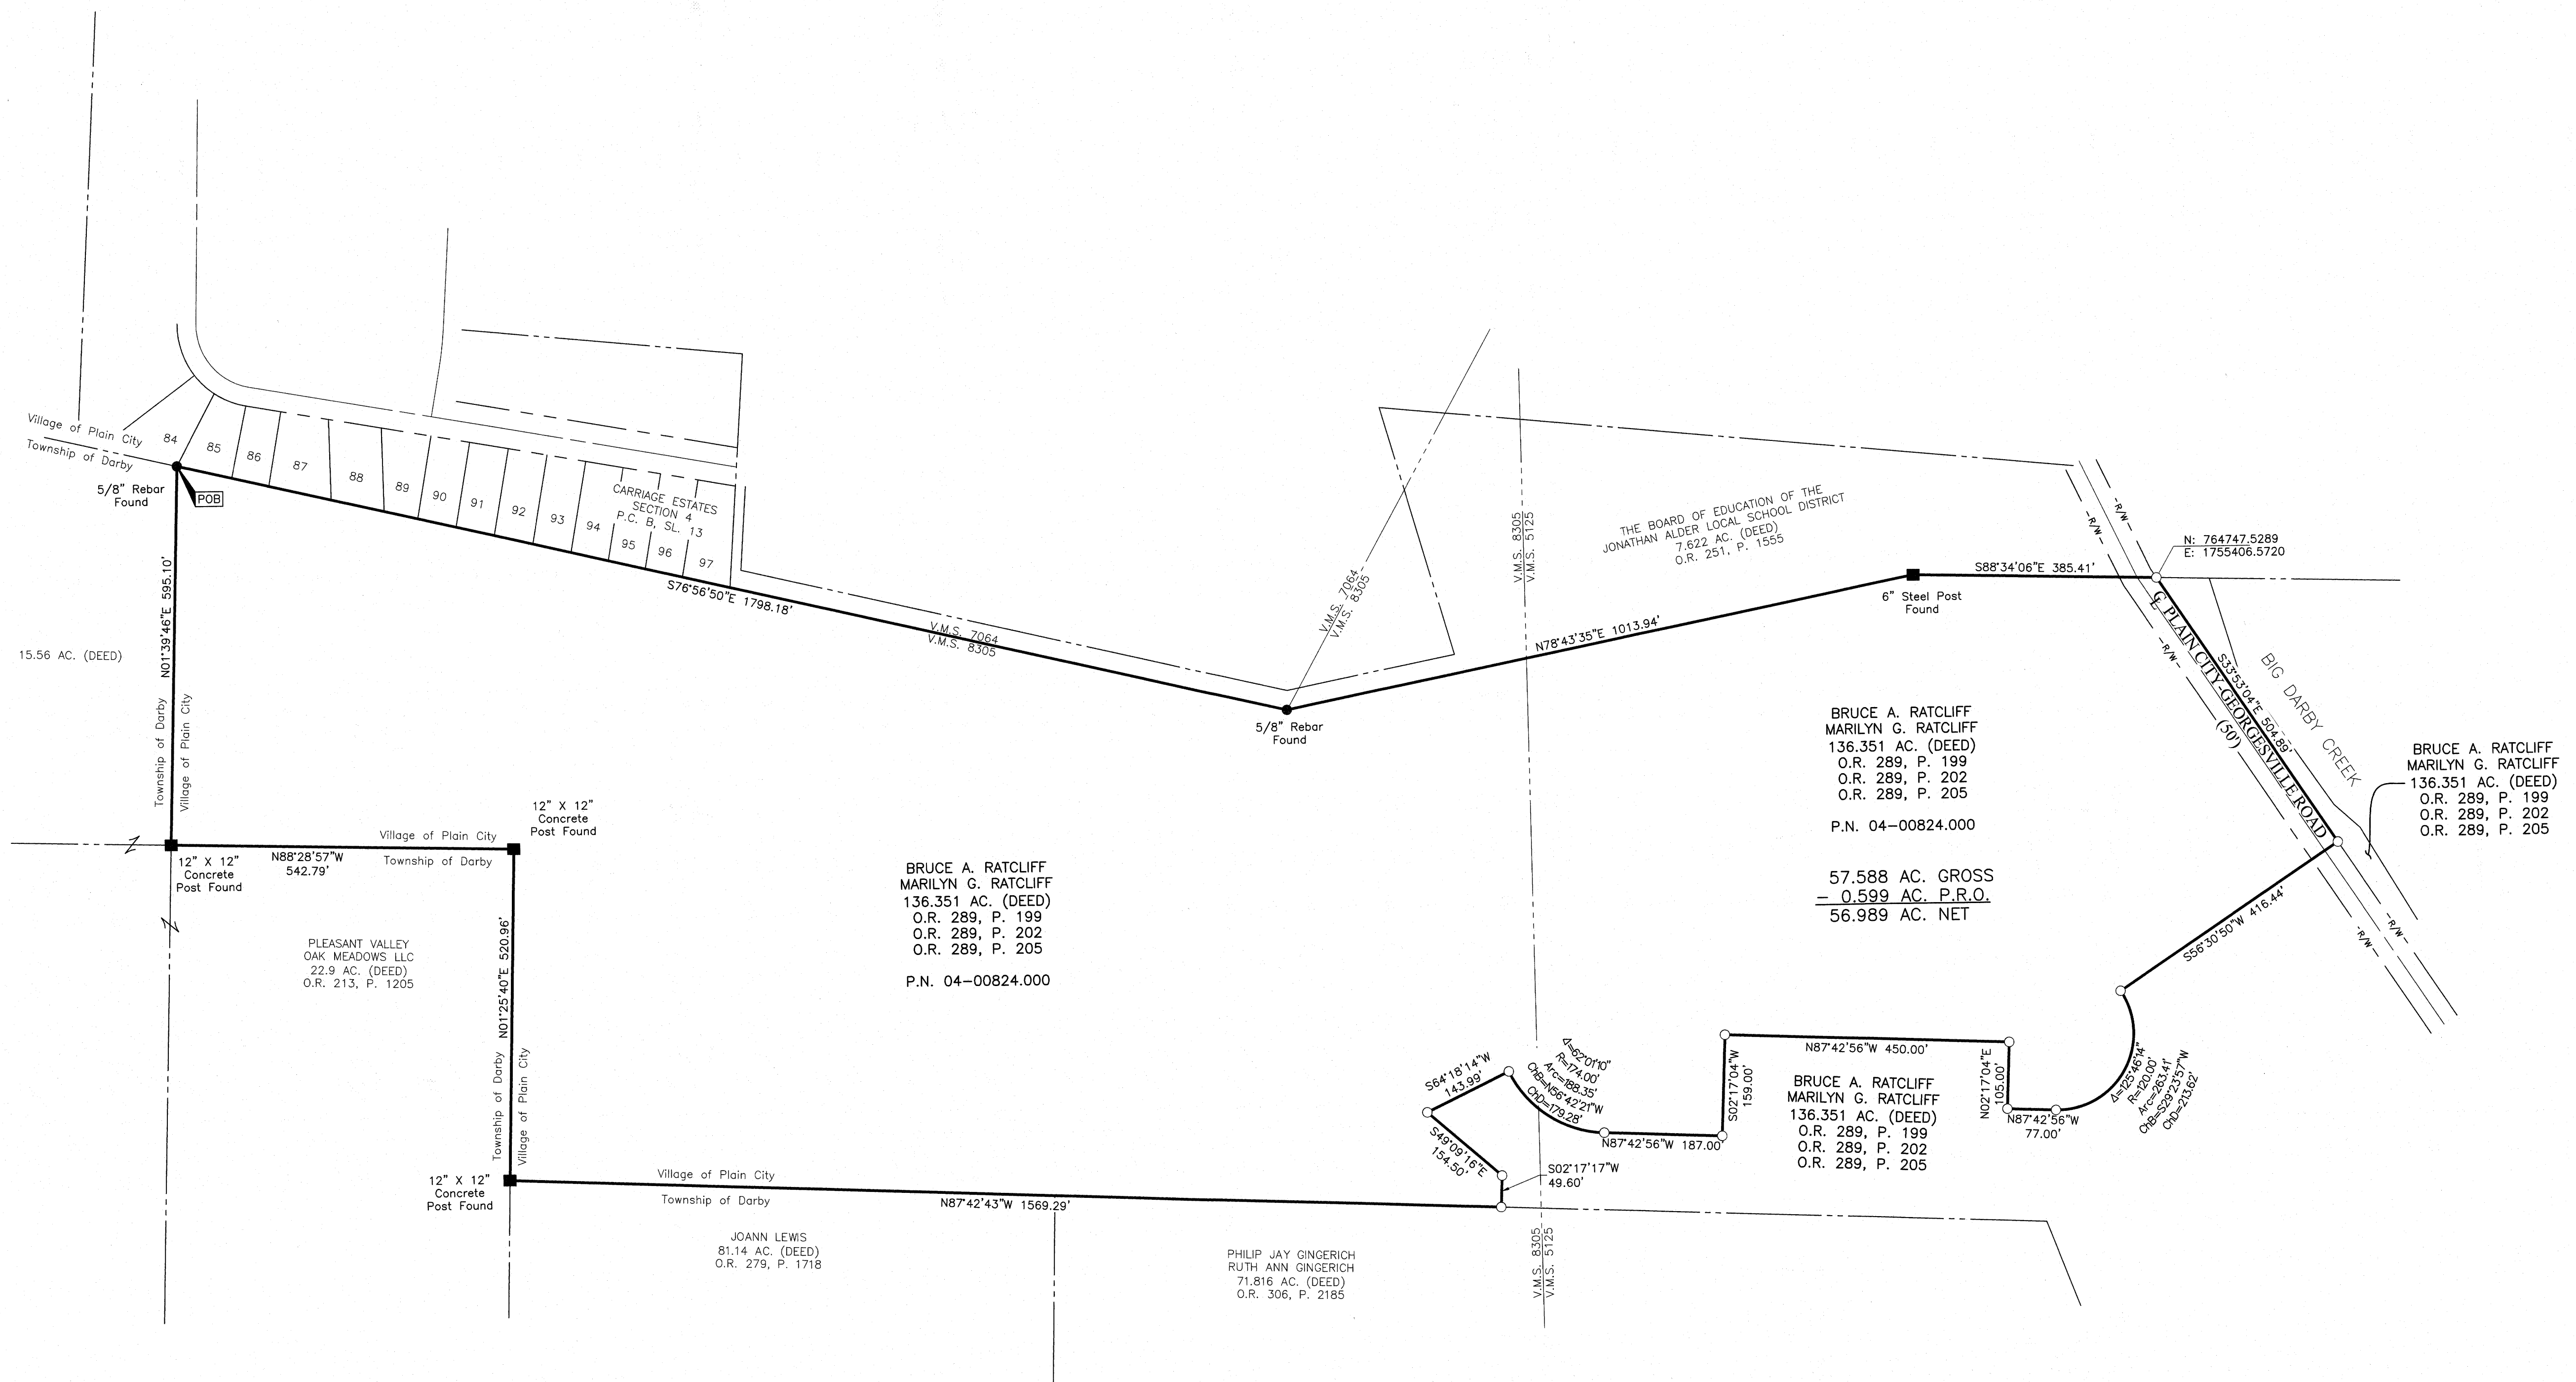 Village of Plain City
Township of Darby
84
85
86
87
88
89
90
91
92
93
94
95
96
97
CARRIAGE ESTATES
SECTION 4
P.C. B, SL. 13
5/8" Rebar
Found
POB
S76°56'50"E 1798.18'
V.M.S. 7064
V.M.S. 8305
V.M.S. 7064
V.M.S. 8305
V.M.S. 8305
V.M.S. 5125
THE BOARD OF EDUCATION OF THE
JONATHAN ALDER LOCAL SCHOOL DISTRICT
7.622 AC. (DEED)
O.R. 251, P. 1555
N78°43'35"E 1013.94'
5/8" Rebar
Found
S88°34'06"E 385.41'
6" Steel Post
Found
N: 764747.5289
E: 1755406.5720
-R/W-
-R/W-
-R/W-
℄ PLAIN CITY-GEORGESVILLE ROAD
(50')
S33°53'04"E 504.89'
BIG DARBY CREEK
-R/W-
-R/W-
BRUCE A. RATCLIFF
MARILYN G. RATCLIFF
136.351 AC. (DEED)
O.R. 289, P. 199
O.R. 289, P. 202
O.R. 289, P. 205
BRUCE A. RATCLIFF
MARILYN G. RATCLIFF
136.351 AC. (DEED)
O.R. 289, P. 199
O.R. 289, P. 202
O.R. 289, P. 205
P.N. 04-00824.000
57.588 AC. GROSS
- 0.599 AC. P.R.O.
56.989 AC. NET
S56°30'50"W 416.44'
Δ=125°46'14"
R=120.00'
Arc=263.41'
ChB=S29°23'57"W
ChD=213.62'
N87°42'56"W
77.00'
N02°17'04"E
105.00'
N87°42'56"W 450.00'
BRUCE A. RATCLIFF
MARILYN G. RATCLIFF
136.351 AC. (DEED)
O.R. 289, P. 199
O.R. 289, P. 202
O.R. 289, P. 205
S02°17'04"W
159.00'
N87°42'56"W 187.00'
Δ=62°01'10"
R=174.00'
Arc=188.35'
ChB=N56°42'21"W
ChD=179.28'
S64°18'14"W
143.99'
S49°09'16"E
154.50'
S02°17'17"W
49.60'
V.M.S. 8305
V.M.S. 5125
15.56 AC. (DEED)
N01°39'46"E 595.10'
Township of Darby
Village of Plain City
12" X 12"
Concrete
Post Found
N88°28'57"W
542.79'
Village of Plain City
Township of Darby
12" X 12"
Concrete
Post Found
PLEASANT VALLEY
OAK MEADOWS LLC
22.9 AC. (DEED)
O.R. 213, P. 1205
N01°25'40"E 520.96'
Township of Darby
Village of Plain City
BRUCE A. RATCLIFF
MARILYN G. RATCLIFF
136.351 AC. (DEED)
O.R. 289, P. 199
O.R. 289, P. 202
O.R. 289, P. 205
P.N. 04-00824.000
12" X 12"
Concrete
Post Found
Village of Plain City
Township of Darby
N87°42'43"W 1569.29'
JOANN LEWIS
81.14 AC. (DEED)
O.R. 279, P. 1718
PHILIP JAY GINGERICH
RUTH ANN GINGERICH
71.816 AC. (DEED)
O.R. 306, P. 2185